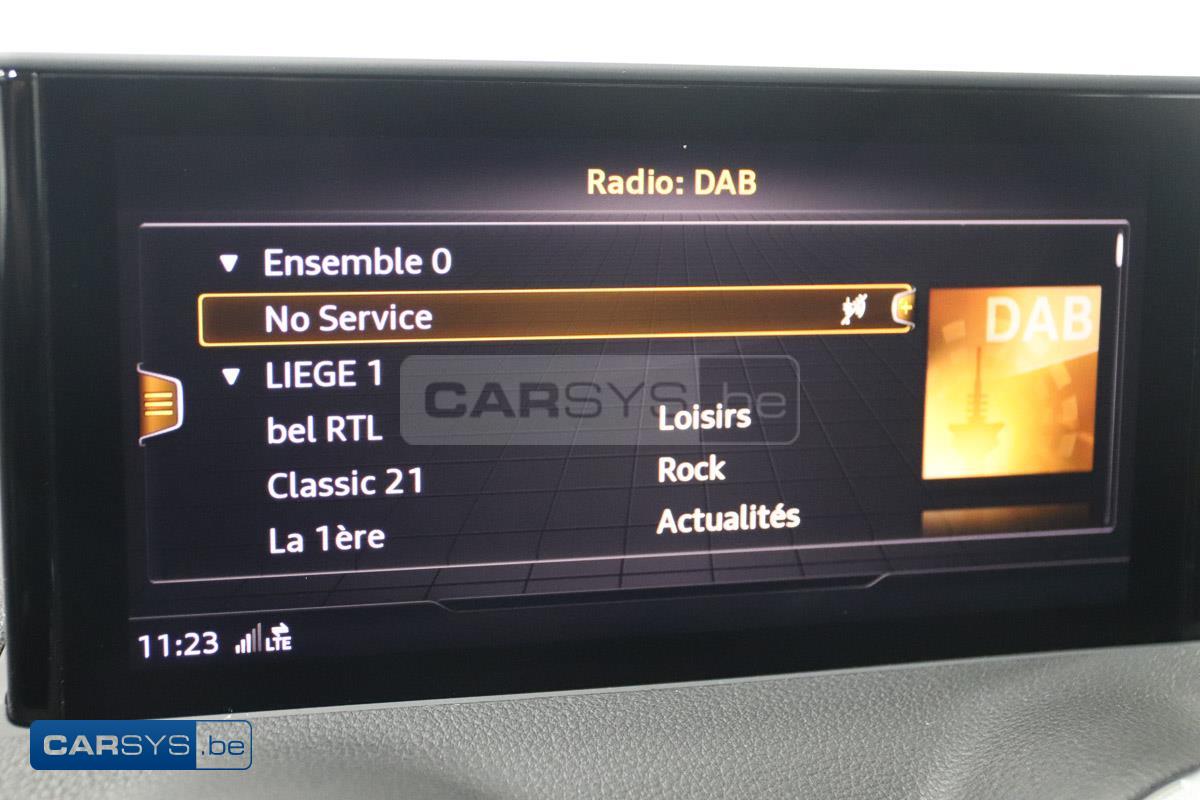 Radio: DAB
Ensemble 0
No Service
DAB
LIEGE 1
CARSYS.be
bel RTL Loisirs
Classic 21 Rock
La 1ère Actualités
11:23 LTE
CARSYS.be